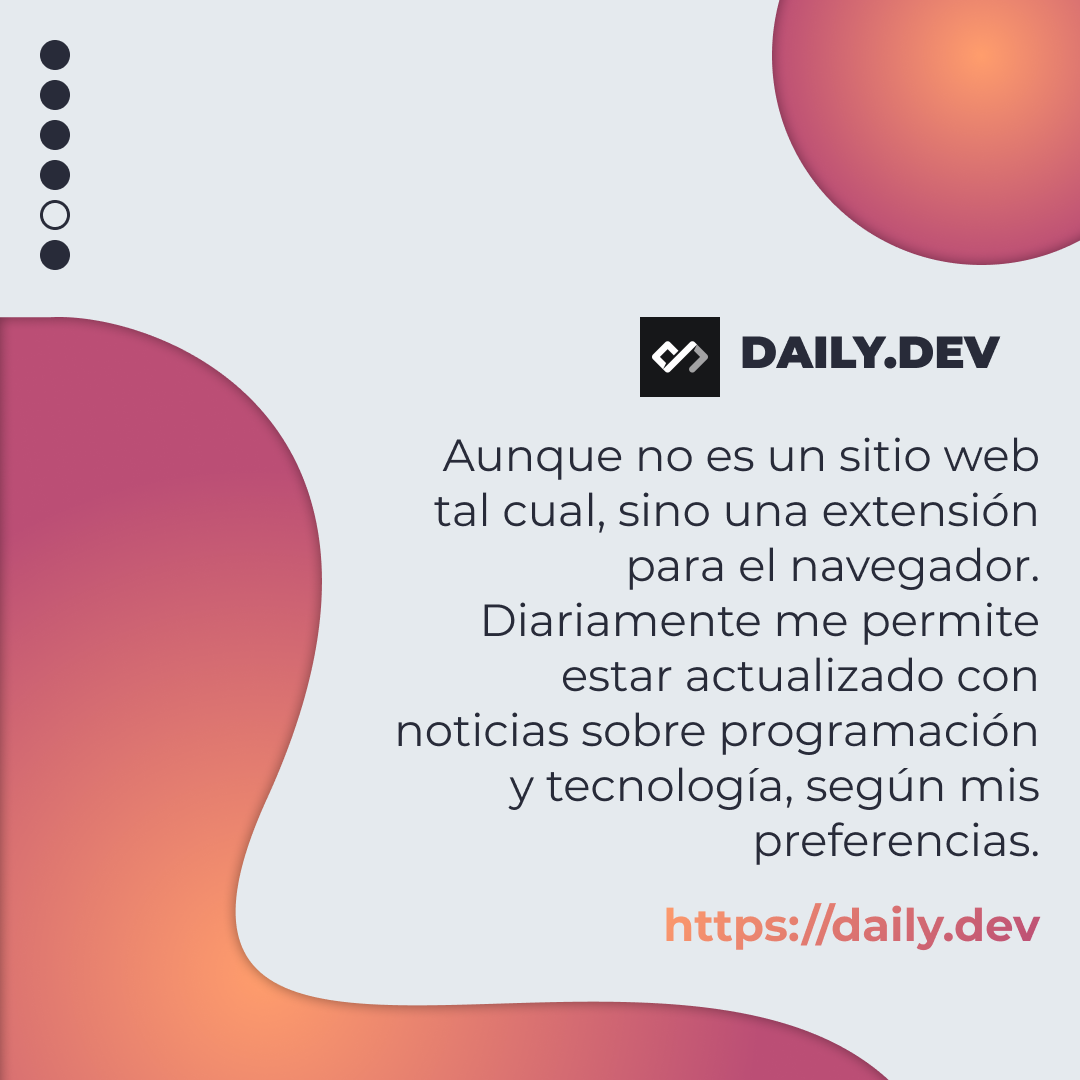 DAILY.DEV
Aunque no es un sitio web
tal cual, sino una extensión
para el navegador.
Diariamente me permite
estar actualizado con
noticias sobre programación
y tecnología, según mis
preferencias.
https://daily.dev